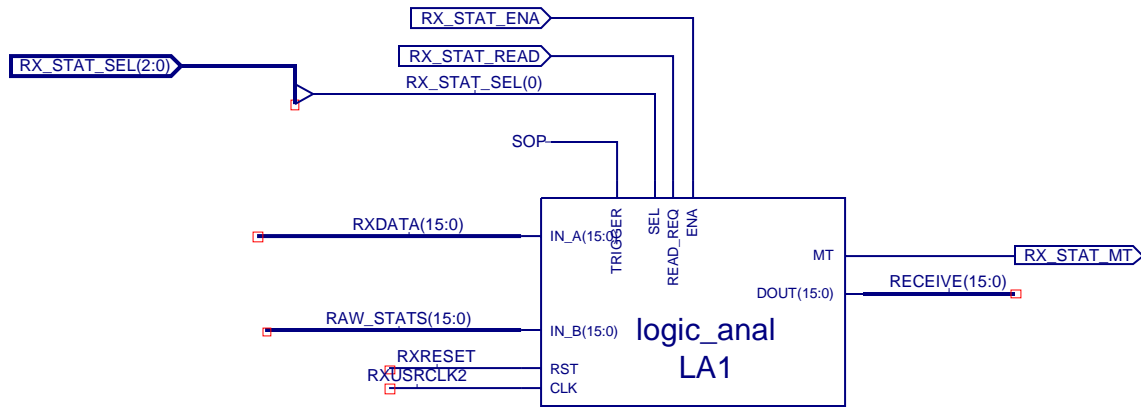 RX_STAT_ENA
RX_STAT_READ
RX_STAT_SEL(2:0)
RX_STAT_SEL(0)
SOP
TRIGGER
SEL
READ_REQ
ENA
RXDATA(15:0)
IN_A(15:0)
MT
RX_STAT_MT
DOUT(15:0)
RECEIVE(15:0)
RAW_STATS(15:0)
IN_B(15:0)
logic_anal
LA1
RXRESET
RST
RXUSRCLK2
CLK